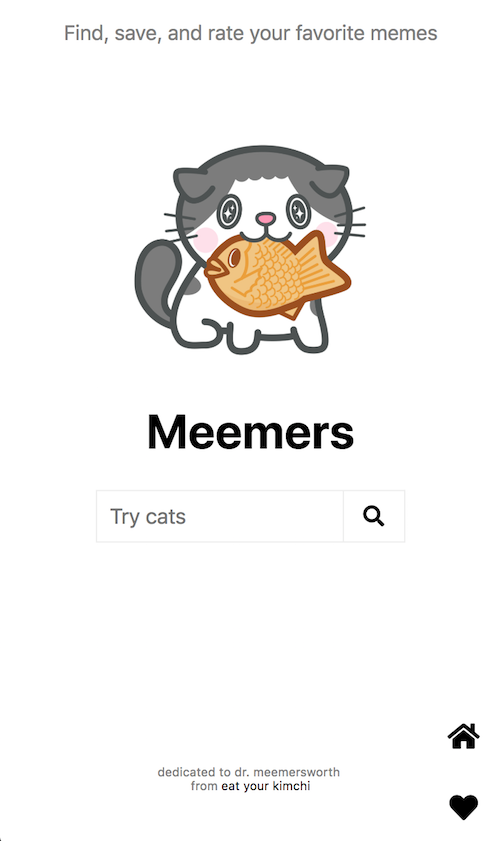 Find, save, and rate your favorite memes
Meemers
Try cats
dedicated to dr. meemersworth
from eat your kimchi